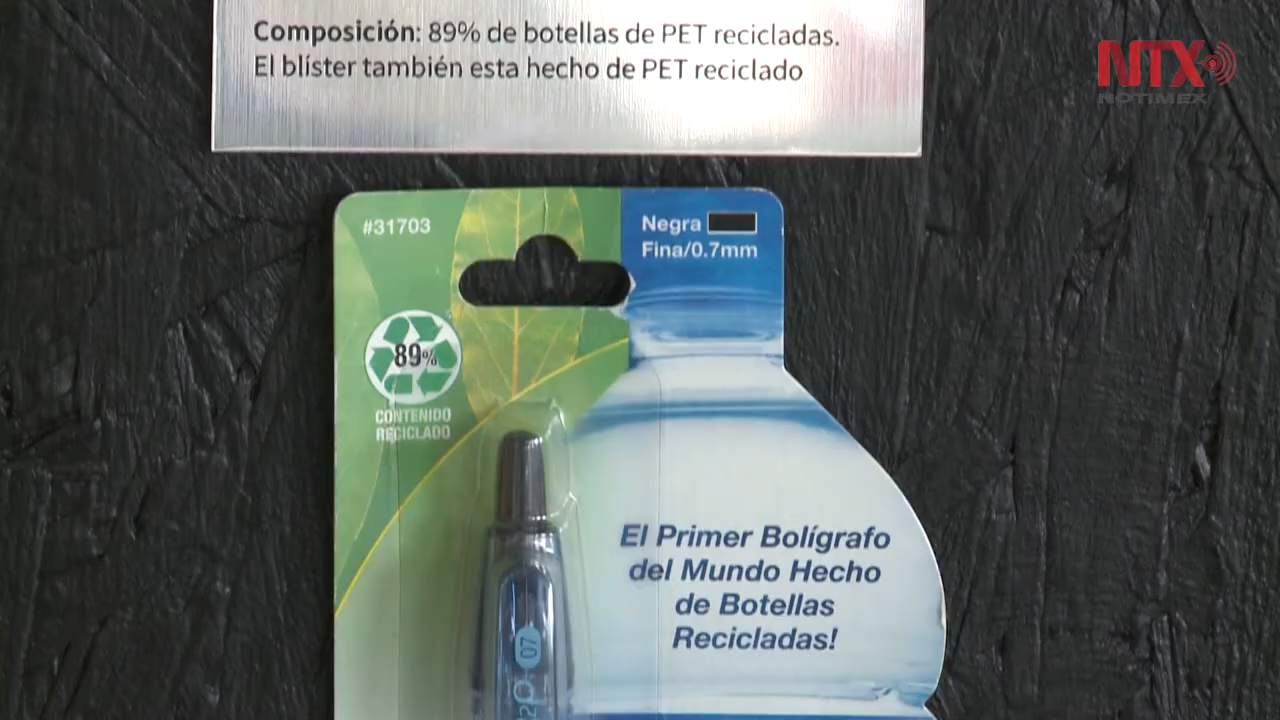 Composición: 89% de botellas de PET recicladas.
El blíster también esta hecho de PET reciclado
NTX
NOTIMEX
#31703
Negra
Fina/0.7mm
89%
CONTENIDO
RECICLADO
El Primer Bolígrafo
del Mundo Hecho
de Botellas
Recicladas!
07